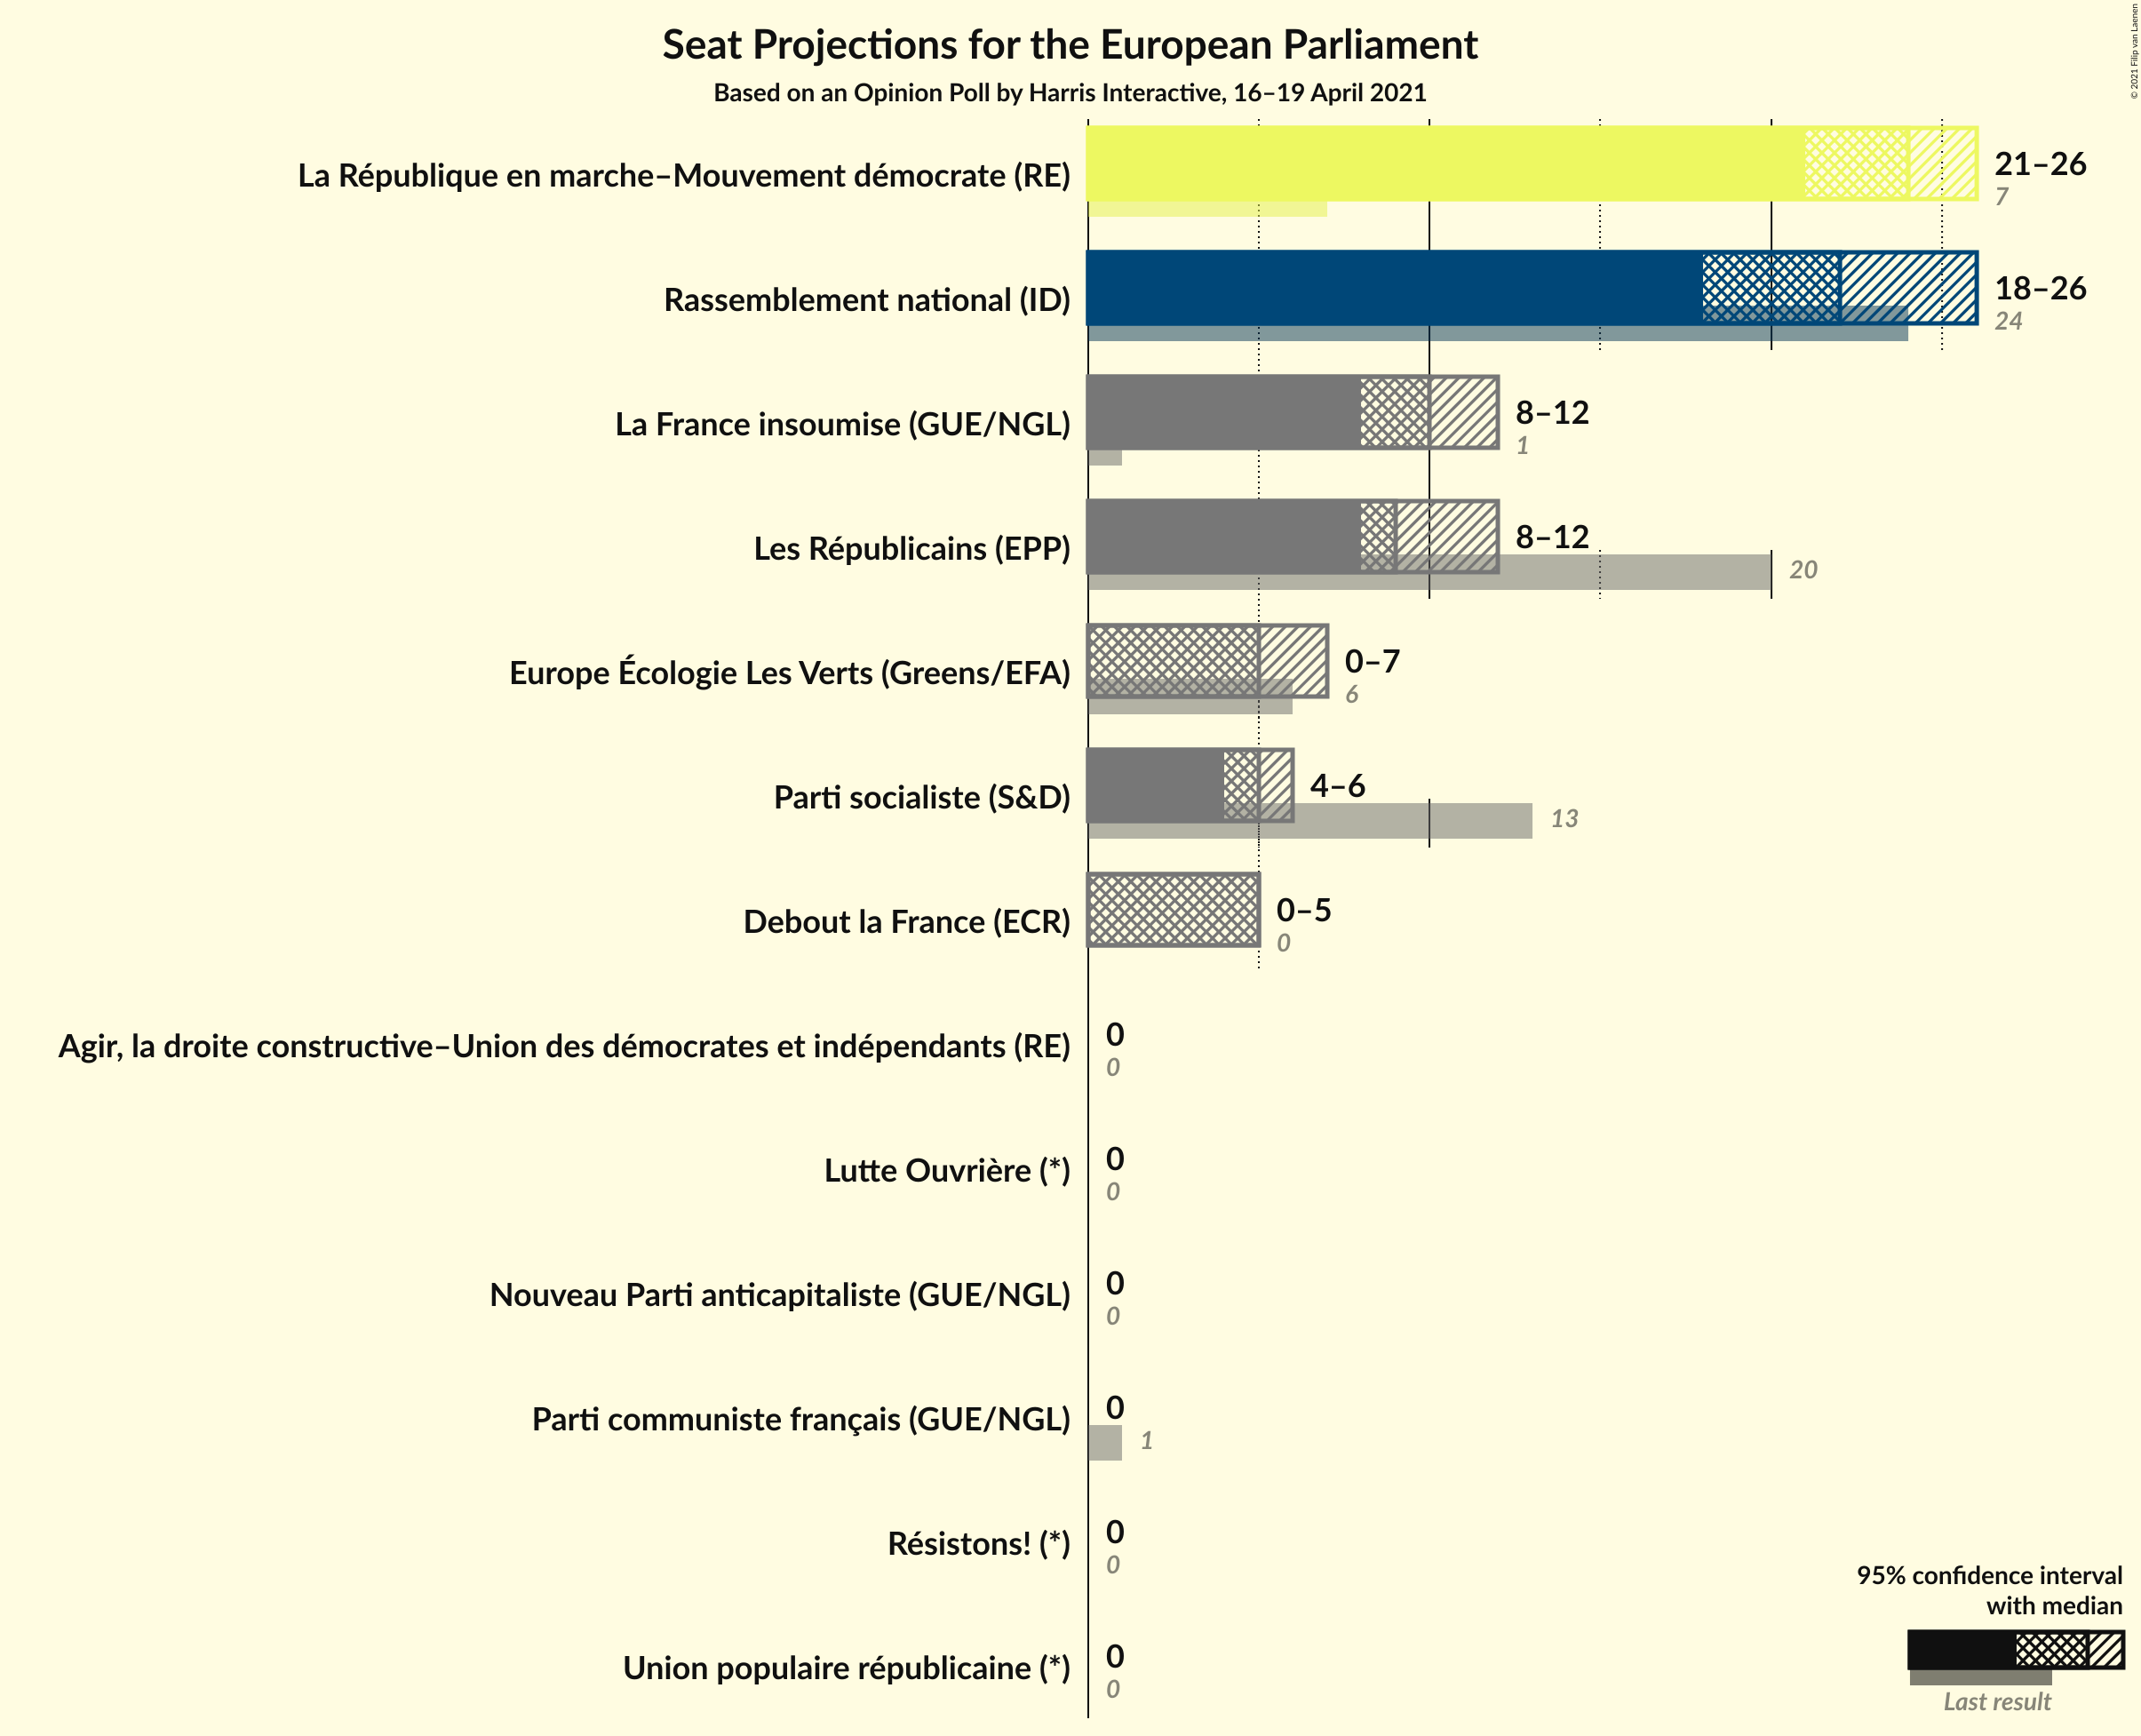 Seat Projections for the European Parliament
Based on an Opinion Poll by Harris Interactive, 16–19 April 2021
© 2021 Filip van Laenen
La République en marche–Mouvement démocrate (RE)
21–26
7
Rassemblement national (ID)
18–26
24
La France insoumise (GUE/NGL)
8–12
1
Les Républicains (EPP)
8–12
20
Europe Écologie Les Verts (Greens/EFA)
0–7
6
Parti socialiste (S&D)
4–6
13
Debout la France (ECR)
0–5
0
Agir, la droite constructive–Union des démocrates et indépendants (RE)
0
0
Lutte Ouvrière (*)
0
0
Nouveau Parti anticapitaliste (GUE/NGL)
0
0
Parti communiste français (GUE/NGL)
0
1
Résistons! (*)
0
0
Union populaire républicaine (*)
0
0
95% confidence interval
with median
Last result